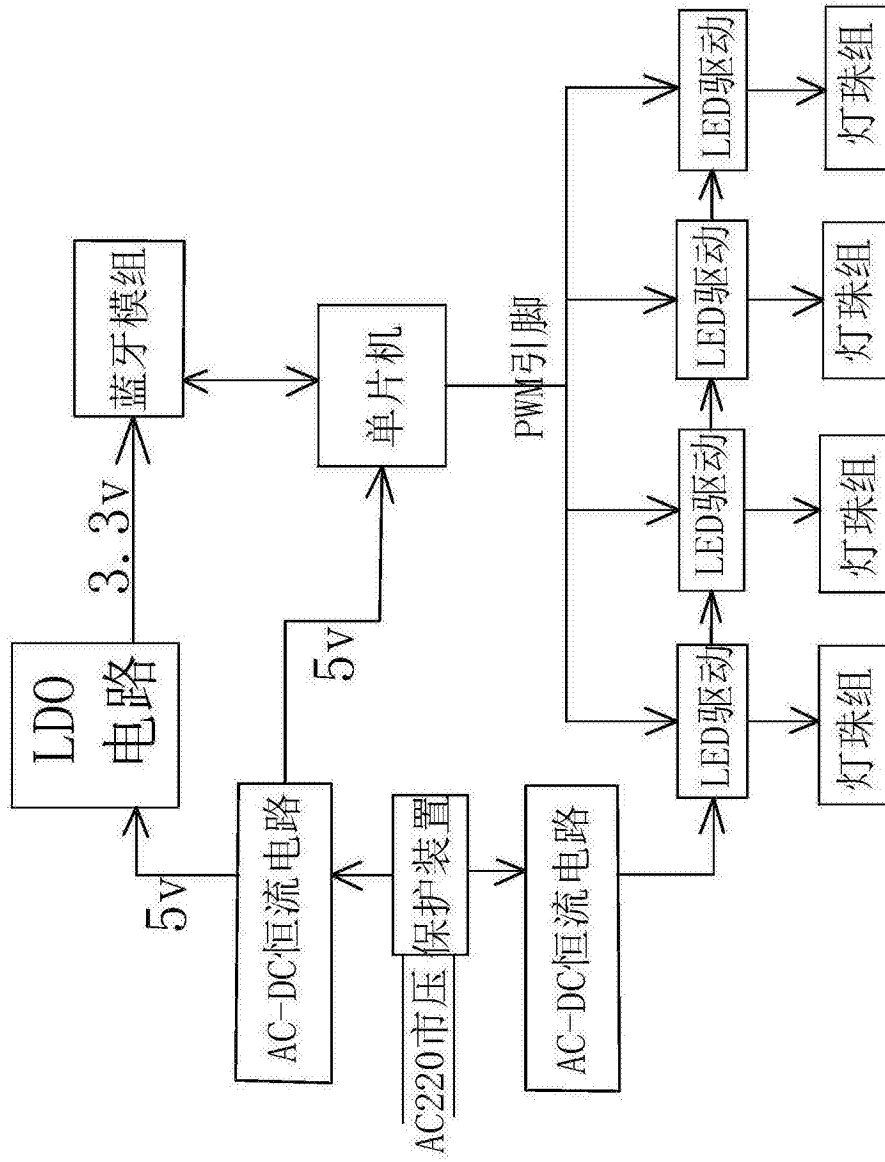 LDO
电路
3.3v
蓝牙模组
5v
AC-DC恒流电路
5v
单片机
AC220市压
保护装置
PWM引脚
AC-DC恒流电路
LED驱动
LED驱动
LED驱动
LED驱动
灯珠组
灯珠组
灯珠组
灯珠组